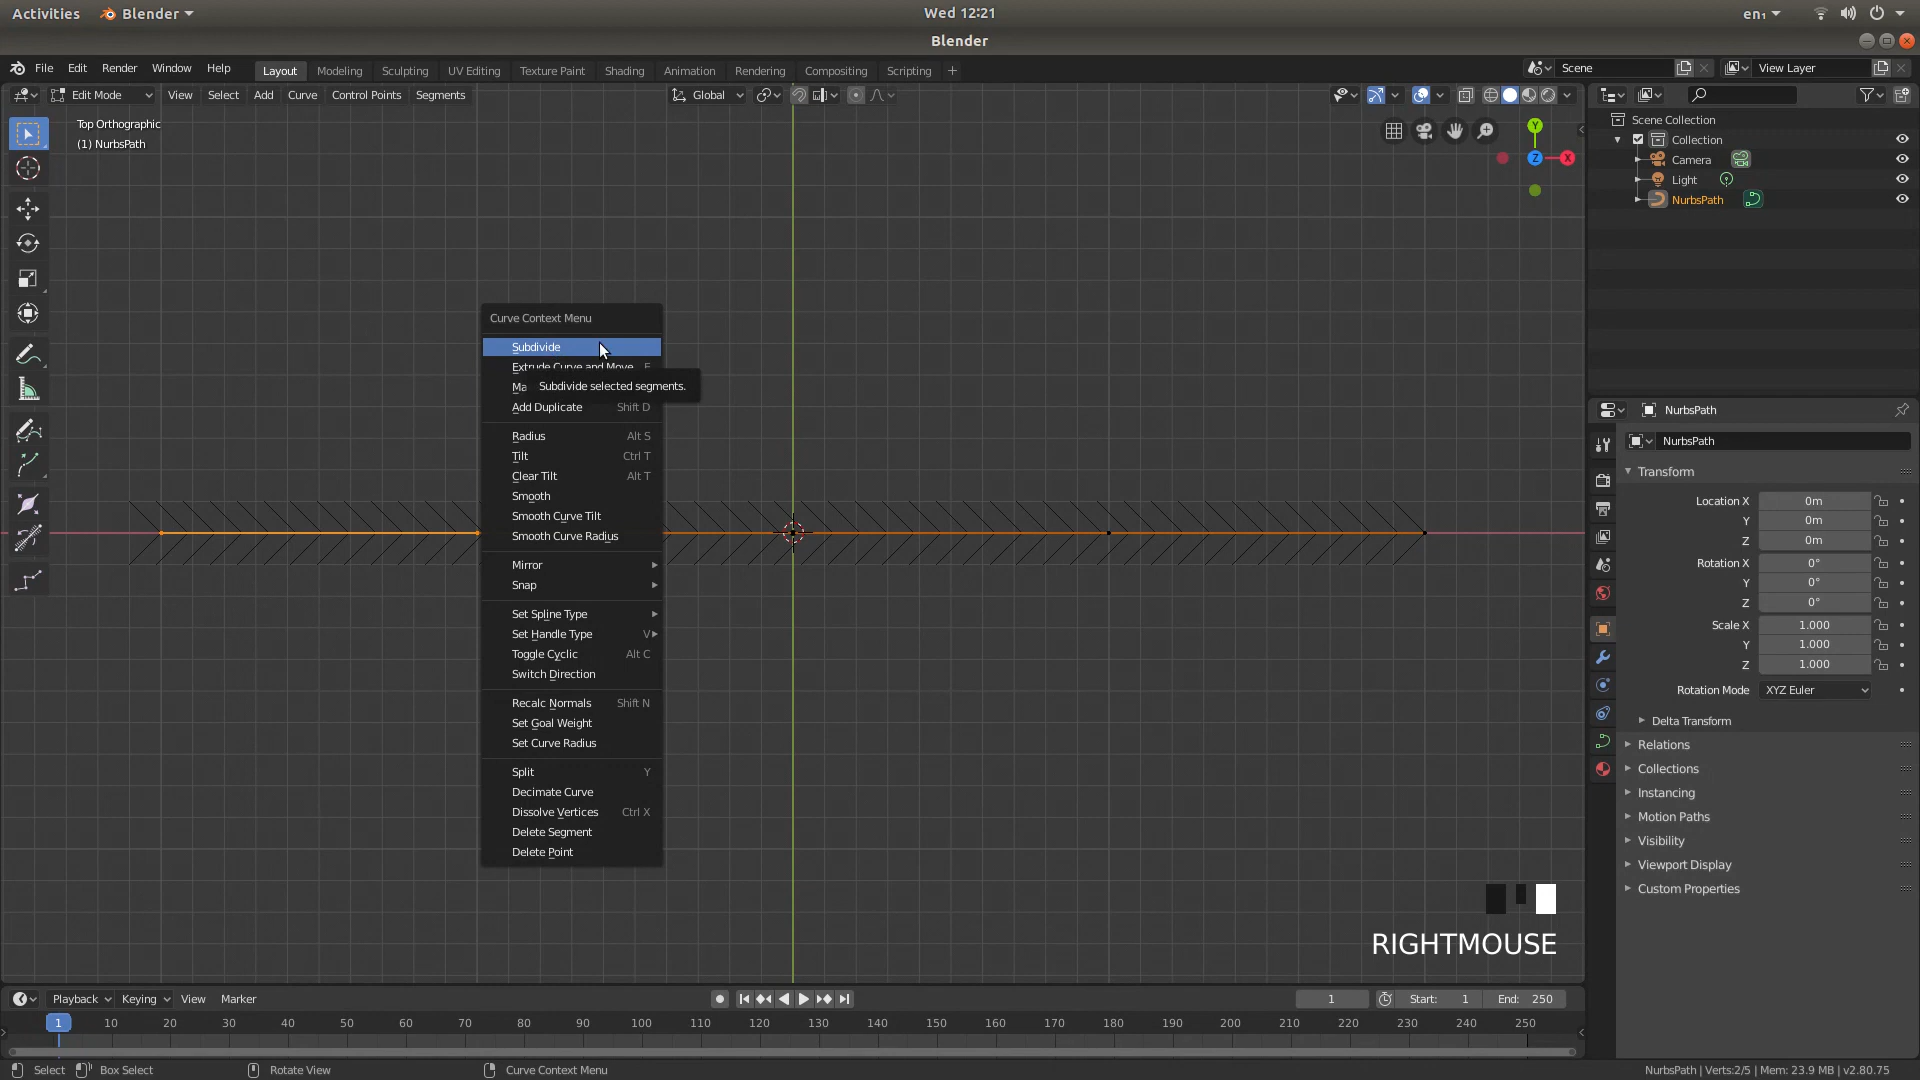 Activities Blender Wed 12:21 en₁
Blender
File Edit Render Window Help Layout Modeling Sculpting UV Editing Texture Paint Shading Animation Rendering Compositing Scripting + Scene View Layer
Edit Mode View Select Add Curve Control Points Segments Global
Top Orthographic
(1) NurbsPath
Y
Z X
Scene Collection
Collection
Camera
Light
NurbsPath
Curve Context Menu
Subdivide
Extrude Curve and Move E
Ma
Subdivide selected segments.
Add Duplicate Shift D
Radius Alt S
Tilt Ctrl T
Clear Tilt Alt T
Smooth
Smooth Curve Tilt
Smooth Curve Radius
Mirror
Snap
Set Spline Type
Set Handle Type V
Toggle Cyclic Alt C
Switch Direction
Recalc Normals Shift N
Set Goal Weight
Set Curve Radius
Split Y
Decimate Curve
Dissolve Vertices Ctrl X
Delete Segment
Delete Point
RIGHTMOUSE
NurbsPath
NurbsPath
Transform
Location X 0m
Y 0m
Z 0m
Rotation X 0°
Y 0°
Z 0°
Scale X 1.000
Y 1.000
Z 1.000
Rotation Mode XYZ Euler
Delta Transform
Relations
Collections
Instancing
Motion Paths
Visibility
Viewport Display
Custom Properties
Playback Keying View Marker 1 Start: 1 End: 250
1 10 20 30 40 50 60 70 80 90 100 110 120 130 140 150 160 170 180 190 200 210 220 230 240 250
Select Box Select Rotate View Curve Context Menu NurbsPath | Verts:2/5 | Mem: 23.9 MB | v2.80.75